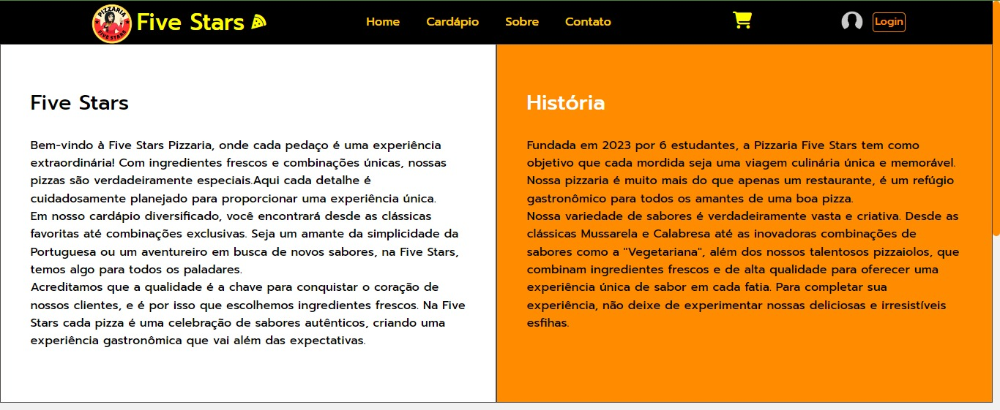 PIZZARIA
FIVE STARS
Five Stars
Home Cardápio Sobre Contato
Login
Five Stars
Bem-vindo à Five Stars Pizzaria, onde cada pedaço é uma experiência
extraordinária! Com ingredientes frescos e combinações únicas, nossas
pizzas são verdadeiramente especiais.Aqui cada detalhe é
cuidadosamente planejado para proporcionar uma experiência única.
Em nosso cardápio diversificado, você encontrará desde as clássicas
favoritas até combinações exclusivas. Seja um amante da simplicidade da
Portuguesa ou um aventureiro em busca de novos sabores, na Five Stars,
temos algo para todos os paladares.
Acreditamos que a qualidade é a chave para conquistar o coração de
nossos clientes, e é por isso que escolhemos ingredientes frescos. Na Five
Stars cada pizza é uma celebração de sabores autênticos, criando uma
experiência gastronômica que vai além das expectativas.
História
Fundada em 2023 por 6 estudantes, a Pizzaria Five Stars tem como
objetivo que cada mordida seja uma viagem culinária única e memorável.
Nossa pizzaria é muito mais do que apenas um restaurante, é um refúgio
gastronômico para todos os amantes de uma boa pizza.
Nossa variedade de sabores é verdadeiramente vasta e criativa. Desde as
clássicas Mussarela e Calabresa até as inovadoras combinações de
sabores como a "Vegetariana", além dos nossos talentosos pizzaiolos, que
combinam ingredientes frescos e de alta qualidade para oferecer uma
experiência única de sabor em cada fatia. Para completar sua
experiência, não deixe de experimentar nossas deliciosas e irresistíveis
esfihas.